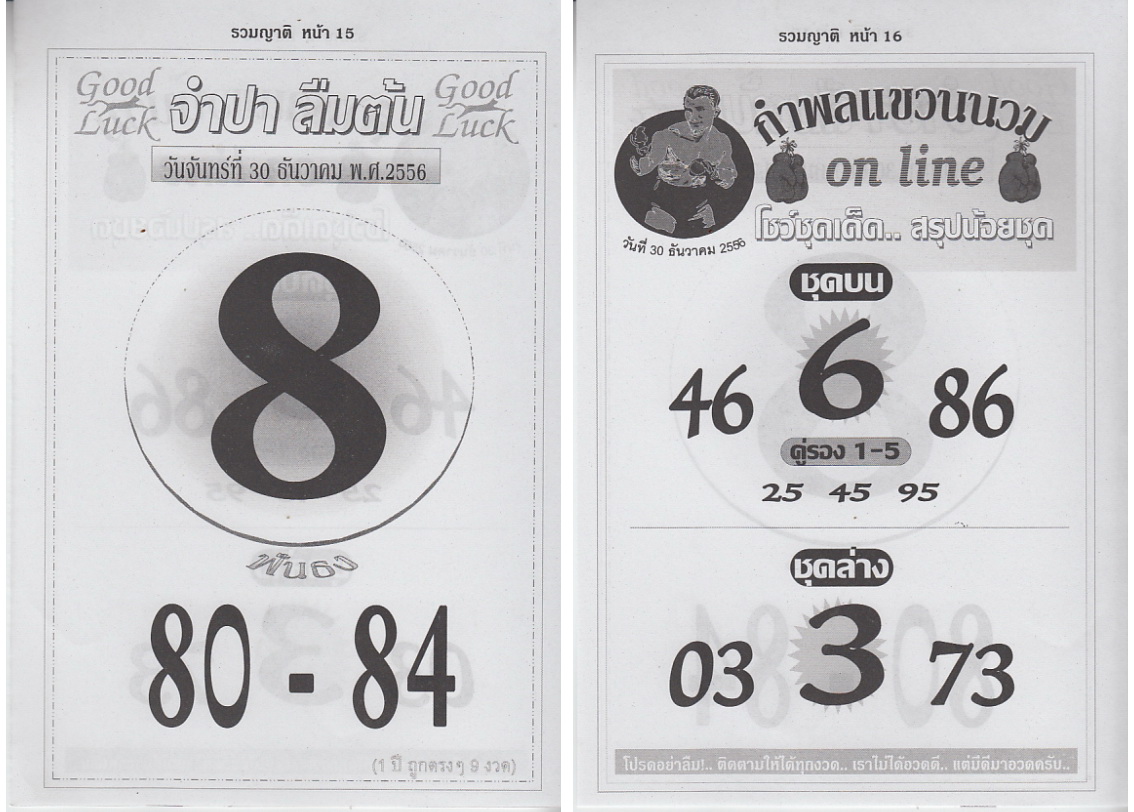 รวมญาติ หน้า 15
Good Luck จำปา ลืมต้น Good Luck
วันจันทร์ที่ 30 ธันวาคม พ.ศ.2556
8
ฟันธง
80 - 84
(1 ปี ถูกตรงๆ 9 งวด)
รวมญาติ หน้า 16
กำพลแขวนนวม
on line
โชว์ชุดเด็ด.. สรุปน้อยชุด
วันที่ 30 ธันวาคม 2556
ชุดบน
46 6 86
คู่รอง 1-5
25 45 95
ชุดล่าง
03 3 73
โปรดอย่าลืม!.. ติดตามให้ได้ทุกงวด.. เราไม่ได้อวดดี.. แต่มีดีมาอวดครับ..